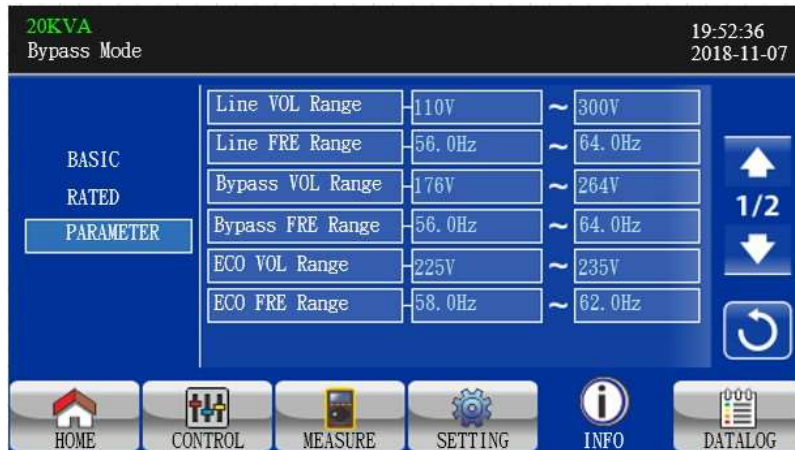 20KVA 19:52:36
Bypass Mode 2018-11-07
BASIC
RATED
PARAMETER
Line VOL Range 110V ~ 300V
Line FRE Range 56.0Hz ~ 64.0Hz
Bypass VOL Range 176V ~ 264V
Bypass FRE Range 56.0Hz ~ 64.0Hz
ECO VOL Range 225V ~ 235V
ECO FRE Range 58.0Hz ~ 62.0Hz
1/2
HOME CONTROL MEASURE SETTING INFO DATALOG